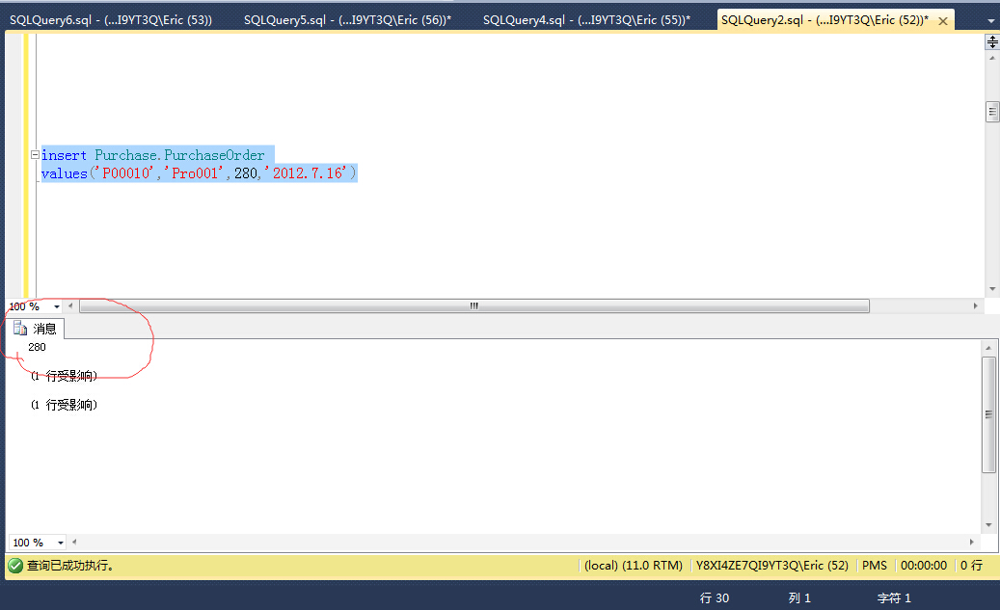 SQLQuery6.sql - (...I9YT3Q\Eric (53)) SQLQuery5.sql - (...I9YT3Q\Eric (56))* SQLQuery4.sql - (...I9YT3Q\Eric (55))* SQLQuery2.sql - (...I9YT3Q\Eric (52))*
insert Purchase.PurchaseOrder
values('P00010','Pro001',280,'2012.7.16')
100 %
消息
280
(1 行受影响)
(1 行受影响)
100 %
查询已成功执行。 (local) (11.0 RTM) Y8XI4ZE7QI9YT3Q\Eric (52) PMS 00:00:00 0 行
行 30 列 1 字符 1